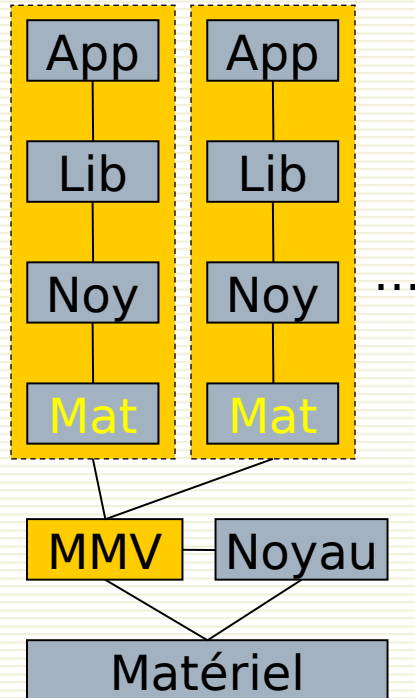 App App
Lib Lib
Noy Noy
...
Mat Mat
MMV Noyau
Matériel